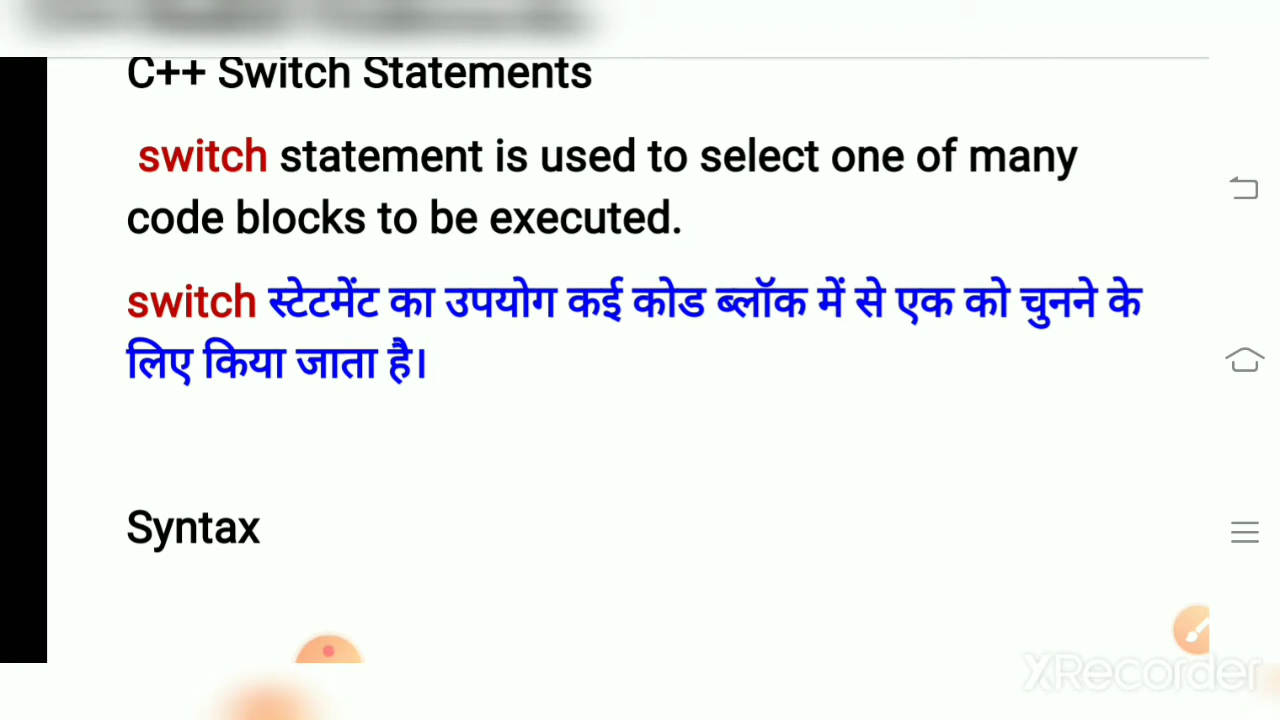 C++ Switch Statements
switch statement is used to select one of many
code blocks to be executed.
switch स्टेटमेंट का उपयोग कई कोड ब्लॉक में से एक को चुनने के
लिए किया जाता है।
Syntax
XRecorder